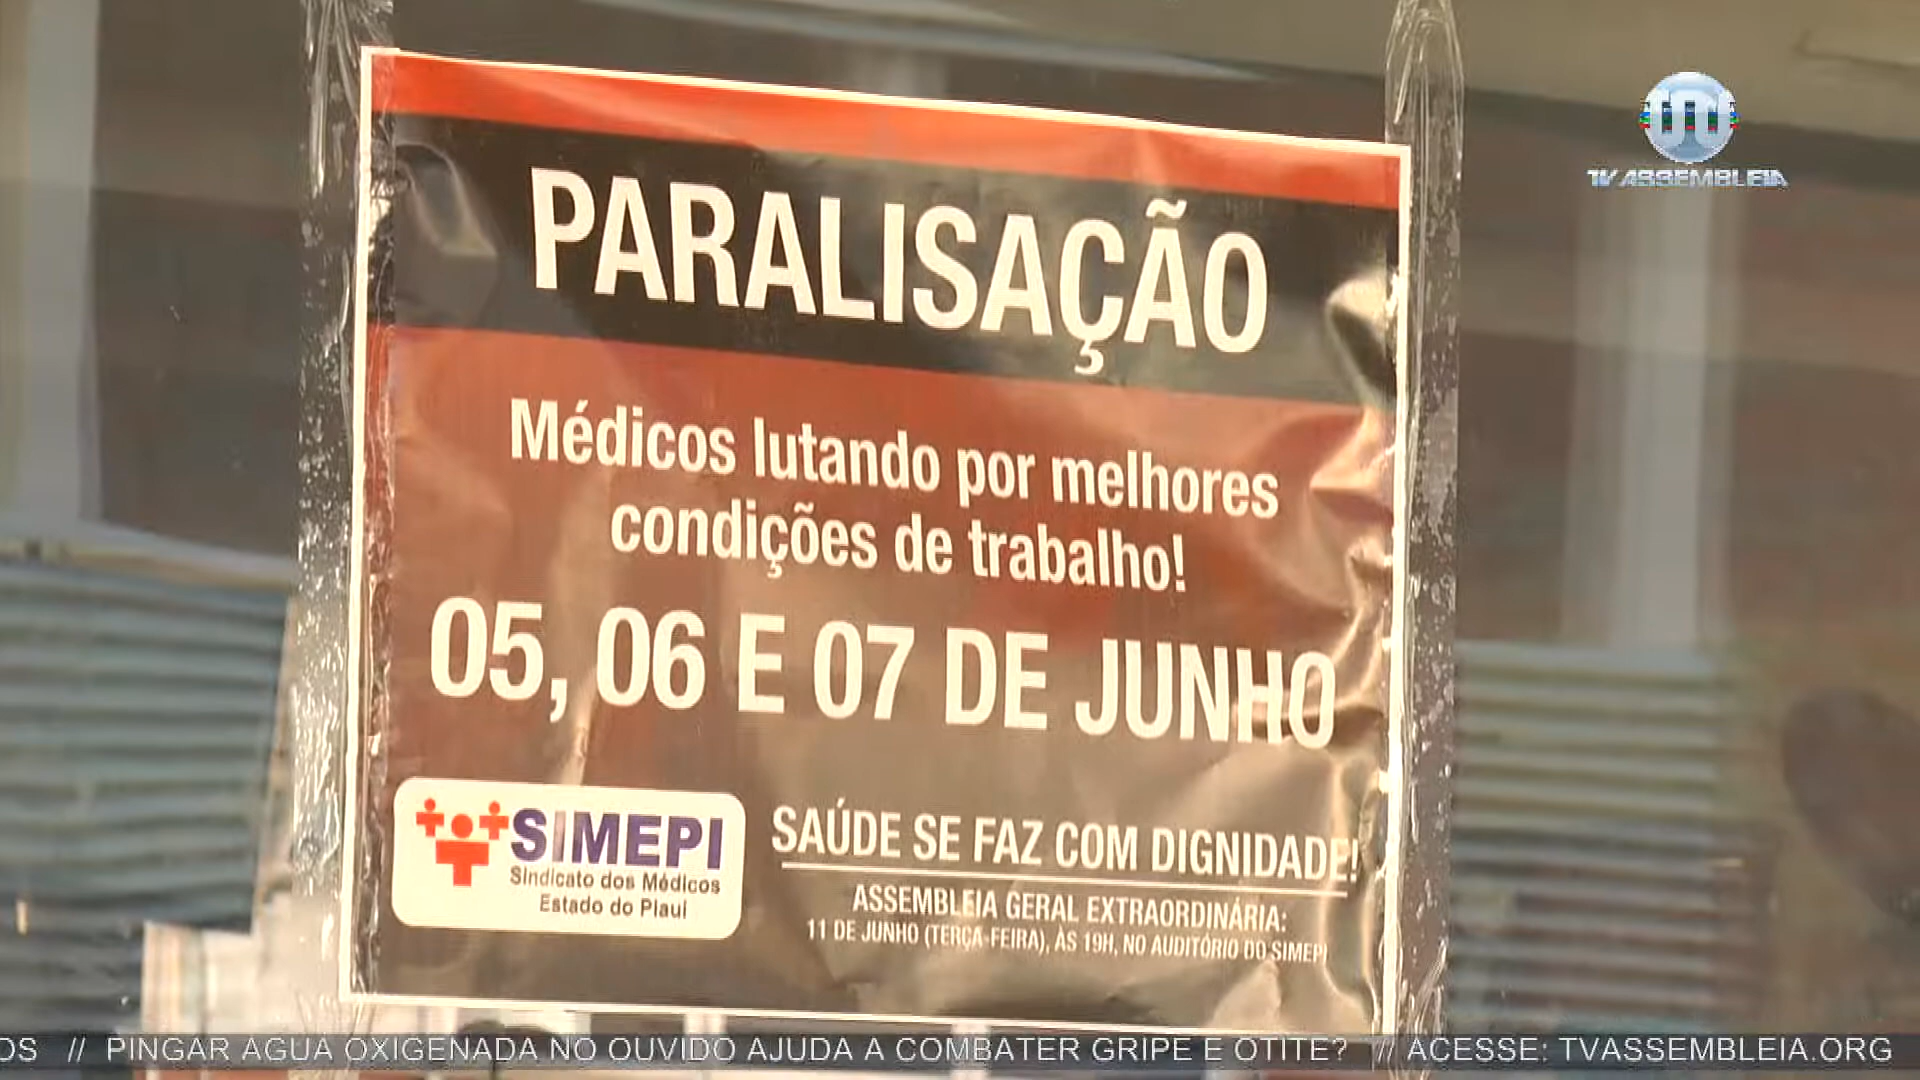 TV ASSEMBLEIA
PARALISAÇÃO
Médicos lutando por melhores
condições de trabalho!
05, 06 E 07 DE JUNHO
SIMEPI
Sindicato dos Médicos
Estado do Piauí
SAÚDE SE FAZ COM DIGNIDADE!
ASSEMBLEIA GERAL EXTRAORDINÁRIA:
11 DE JUNHO (TERÇA-FEIRA), ÀS 19H, NO AUDITÓRIO DO SIMEPI
OS // PINGAR AGUA OXIGENADA NO OUVIDO AJUDA A COMBATER GRIPE E OTITE? // ACESSE: TVASSEMBLEIA.ORG